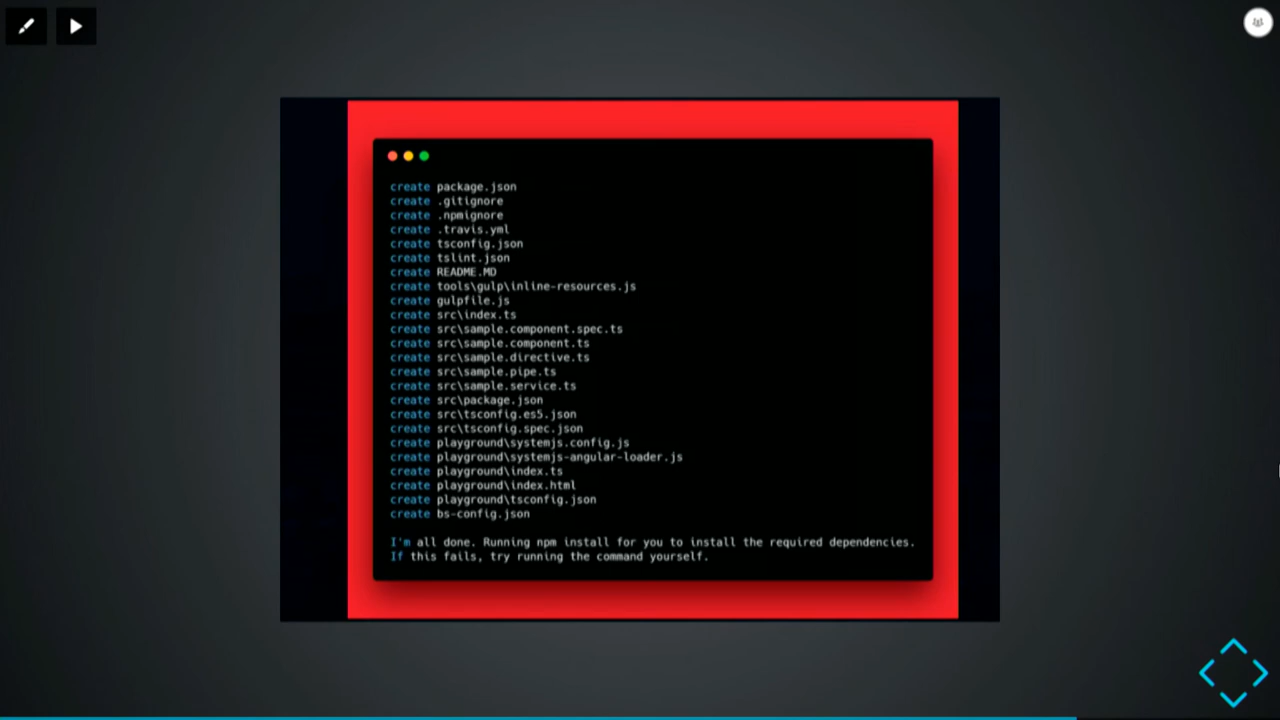 create package.json
create .gitignore
create .npmignore
create .travis.yml
create tsconfig.json
create tslint.json
create README.MD
create tools\gulp\inline-resources.js
create gulpfile.js
create src\index.ts
create src\sample.component.spec.ts
create src\sample.component.ts
create src\sample.directive.ts
create src\sample.pipe.ts
create src\sample.service.ts
create src\package.json
create src\tsconfig.es5.json
create src\tsconfig.spec.json
create playground\systemjs.config.js
create playground\systemjs-angular-loader.js
create playground\index.ts
create playground\index.html
create playground\tsconfig.json
create bs-config.json
I'm all done. Running npm install for you to install the required dependencies.
If this fails, try running the command yourself.